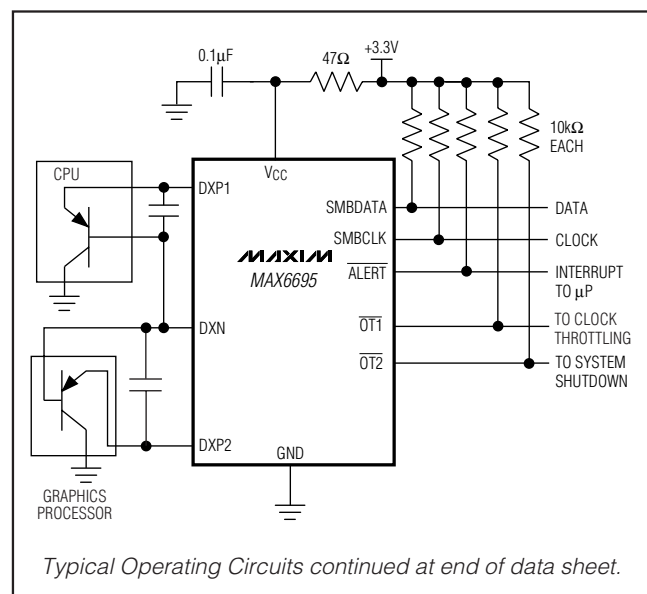 +3.3V
0.1μF
47Ω
10kΩ
EACH
CPU
VCC
DXP1
SMBDATA
DATA
SMBCLK
CLOCK
MAXIM
MAX6695
ALERT
INTERRUPT
TO μP
DXN
OT1
TO CLOCK
THROTTLING
OT2
TO SYSTEM
SHUTDOWN
DXP2
GND
GRAPHICS
PROCESSOR
Typical Operating Circuits continued at end of data sheet.